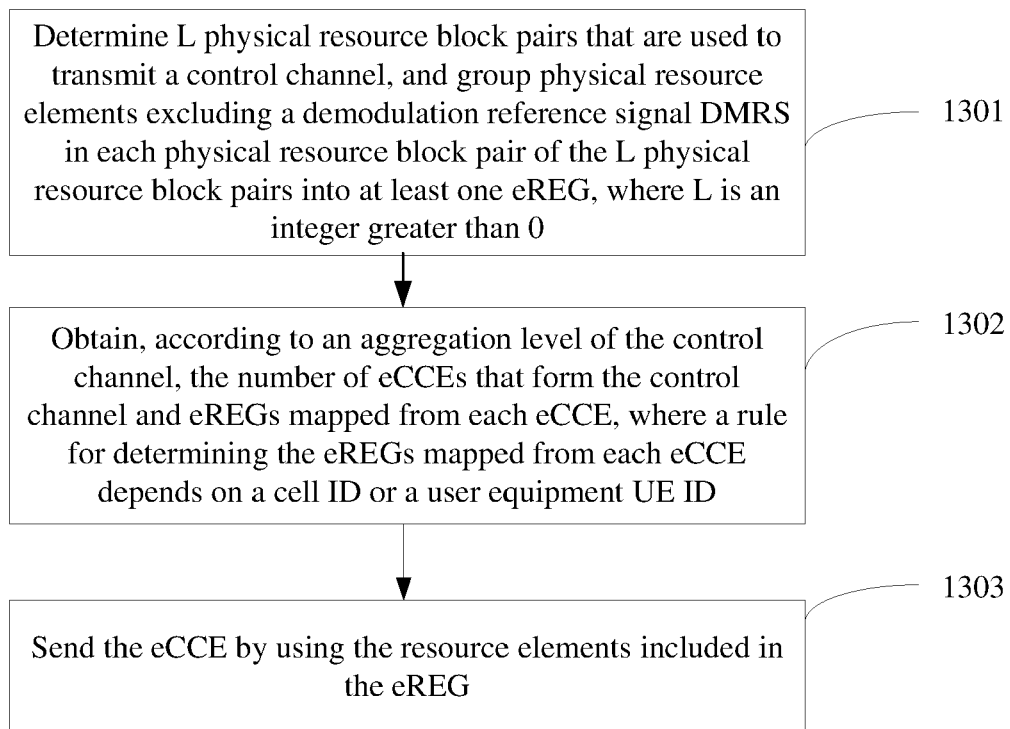 Determine L physical resource block pairs that are used to
transmit a control channel, and group physical resource
elements excluding a demodulation reference signal DMRS
in each physical resource block pair of the L physical
resource block pairs into at least one eREG, where L is an
integer greater than 0
1301
Obtain, according to an aggregation level of the control
channel, the number of eCCEs that form the control
channel and eREGs mapped from each eCCE, where a rule
for determining the eREGs mapped from each eCCE
depends on a cell ID or a user equipment UE ID
1302
Send the eCCE by using the resource elements included in
the eREG
1303